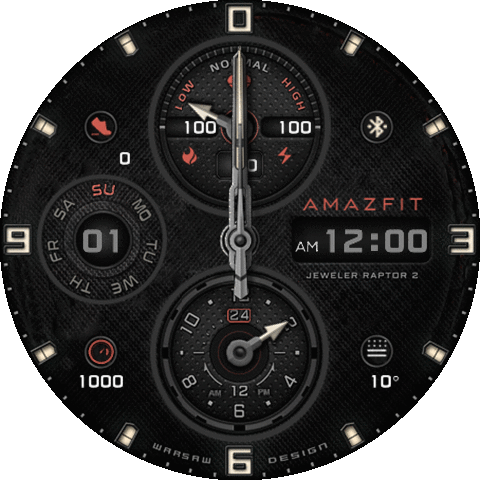 0
NORMAL
LOW
HIGH
100
100
0
0
SU
MO
TU
WE
TH
FR
SA
01
AMAZFIT
AM 12:00
JEWELER RAPTOR 2
9
3
24
10
8
6
4
AM 12 PM
1000
10°
WARSAW DESIGN
6